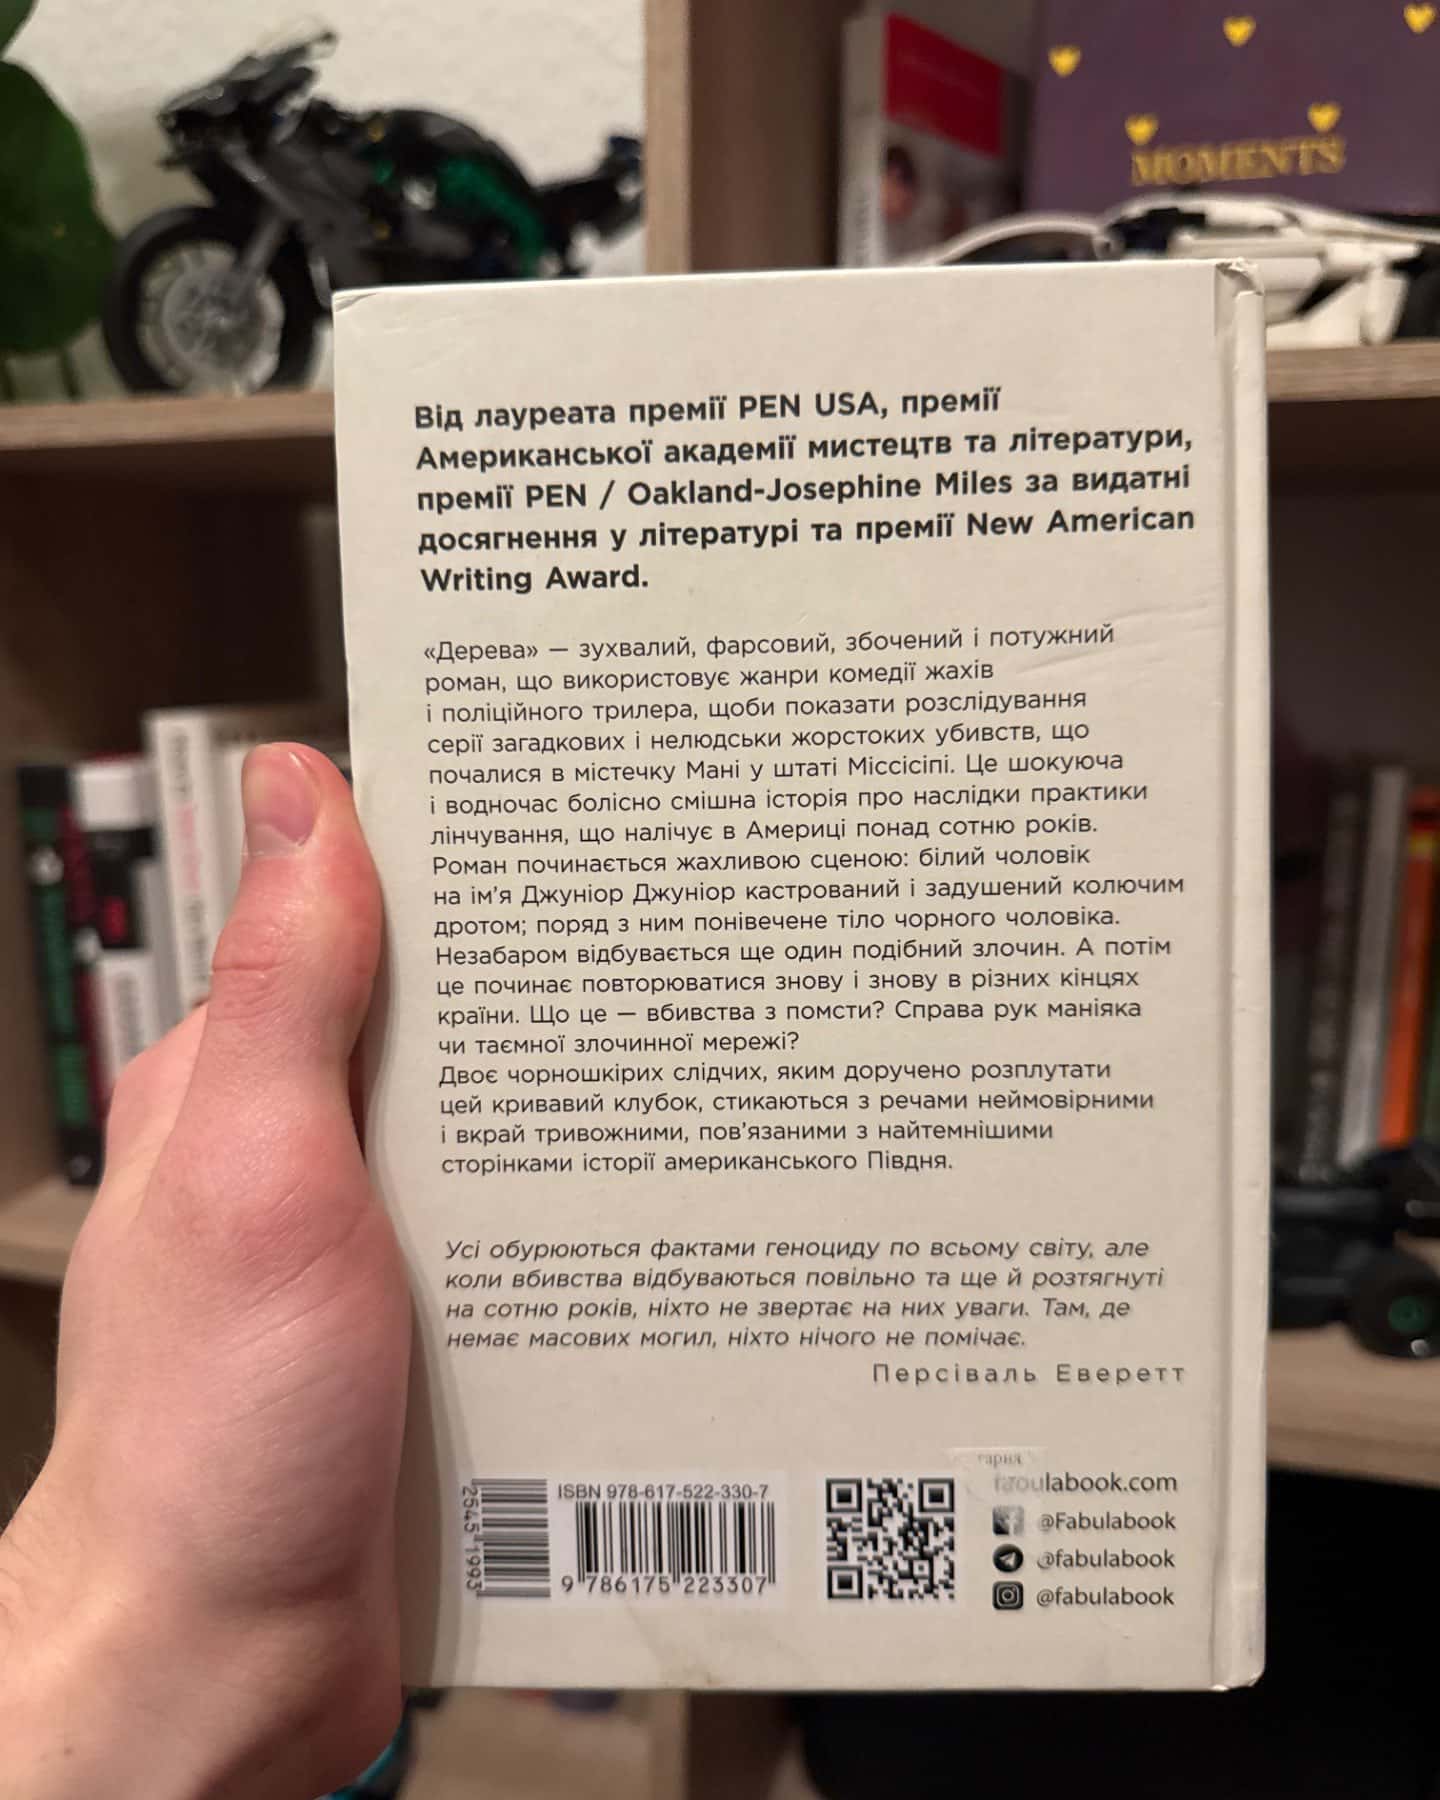 MOMENTS
Від лауреата премії PEN USA, премії
Американської академії мистецтв та літератури,
премії PEN / Oakland-Josephine Miles за видатні
досягнення у літературі та премії New American
Writing Award.
«Дерева» — зухвалий, фарсовий, збочений і потужний
роман, що використовує жанри комедії жахів
і поліційного трилера, щоби показати розслідування
серії загадкових і нелюдськи жорстоких убивств, що
почалися в містечку Мані у штаті Міссісіпі. Це шокуюча
і водночас болісно смішна історія про наслідки практики
лінчування, що налічує в Америці понад сотню років.
Роман починається жахливою сценою: білий чоловік
на ім’я Джуніор Джуніор кастрований і задушений колючим
дротом; поряд з ним понівечене тіло чорного чоловіка.
Незабаром відбувається ще один подібний злочин. А потім
це починає повторюватися знову і знову в різних кінцях
країни. Що це — вбивства з помсти? Справа рук маніяка
чи таємної злочинної мережі?
Двоє чорношкірих слідчих, яким доручено розплутати
цей кривавий клубок, стикаються з речами неймовірними
і вкрай тривожними, пов’язаними з найтемнішими
сторінками історії американського Півдня.
Усі обурюються фактами геноциду по всьому світу, але
коли вбивства відбуваються повільно та ще й розтягнуті
на сотню років, ніхто не звертає на них уваги. Там, де
немає масових могил, ніхто нічого не помічає.
Персіваль Еверетт
2545 1993
ISBN 978-617-522-330-7
9 786175 223307
гарня
fabulabook.com
@Fabulabook
@fabulabook
@fabulabook